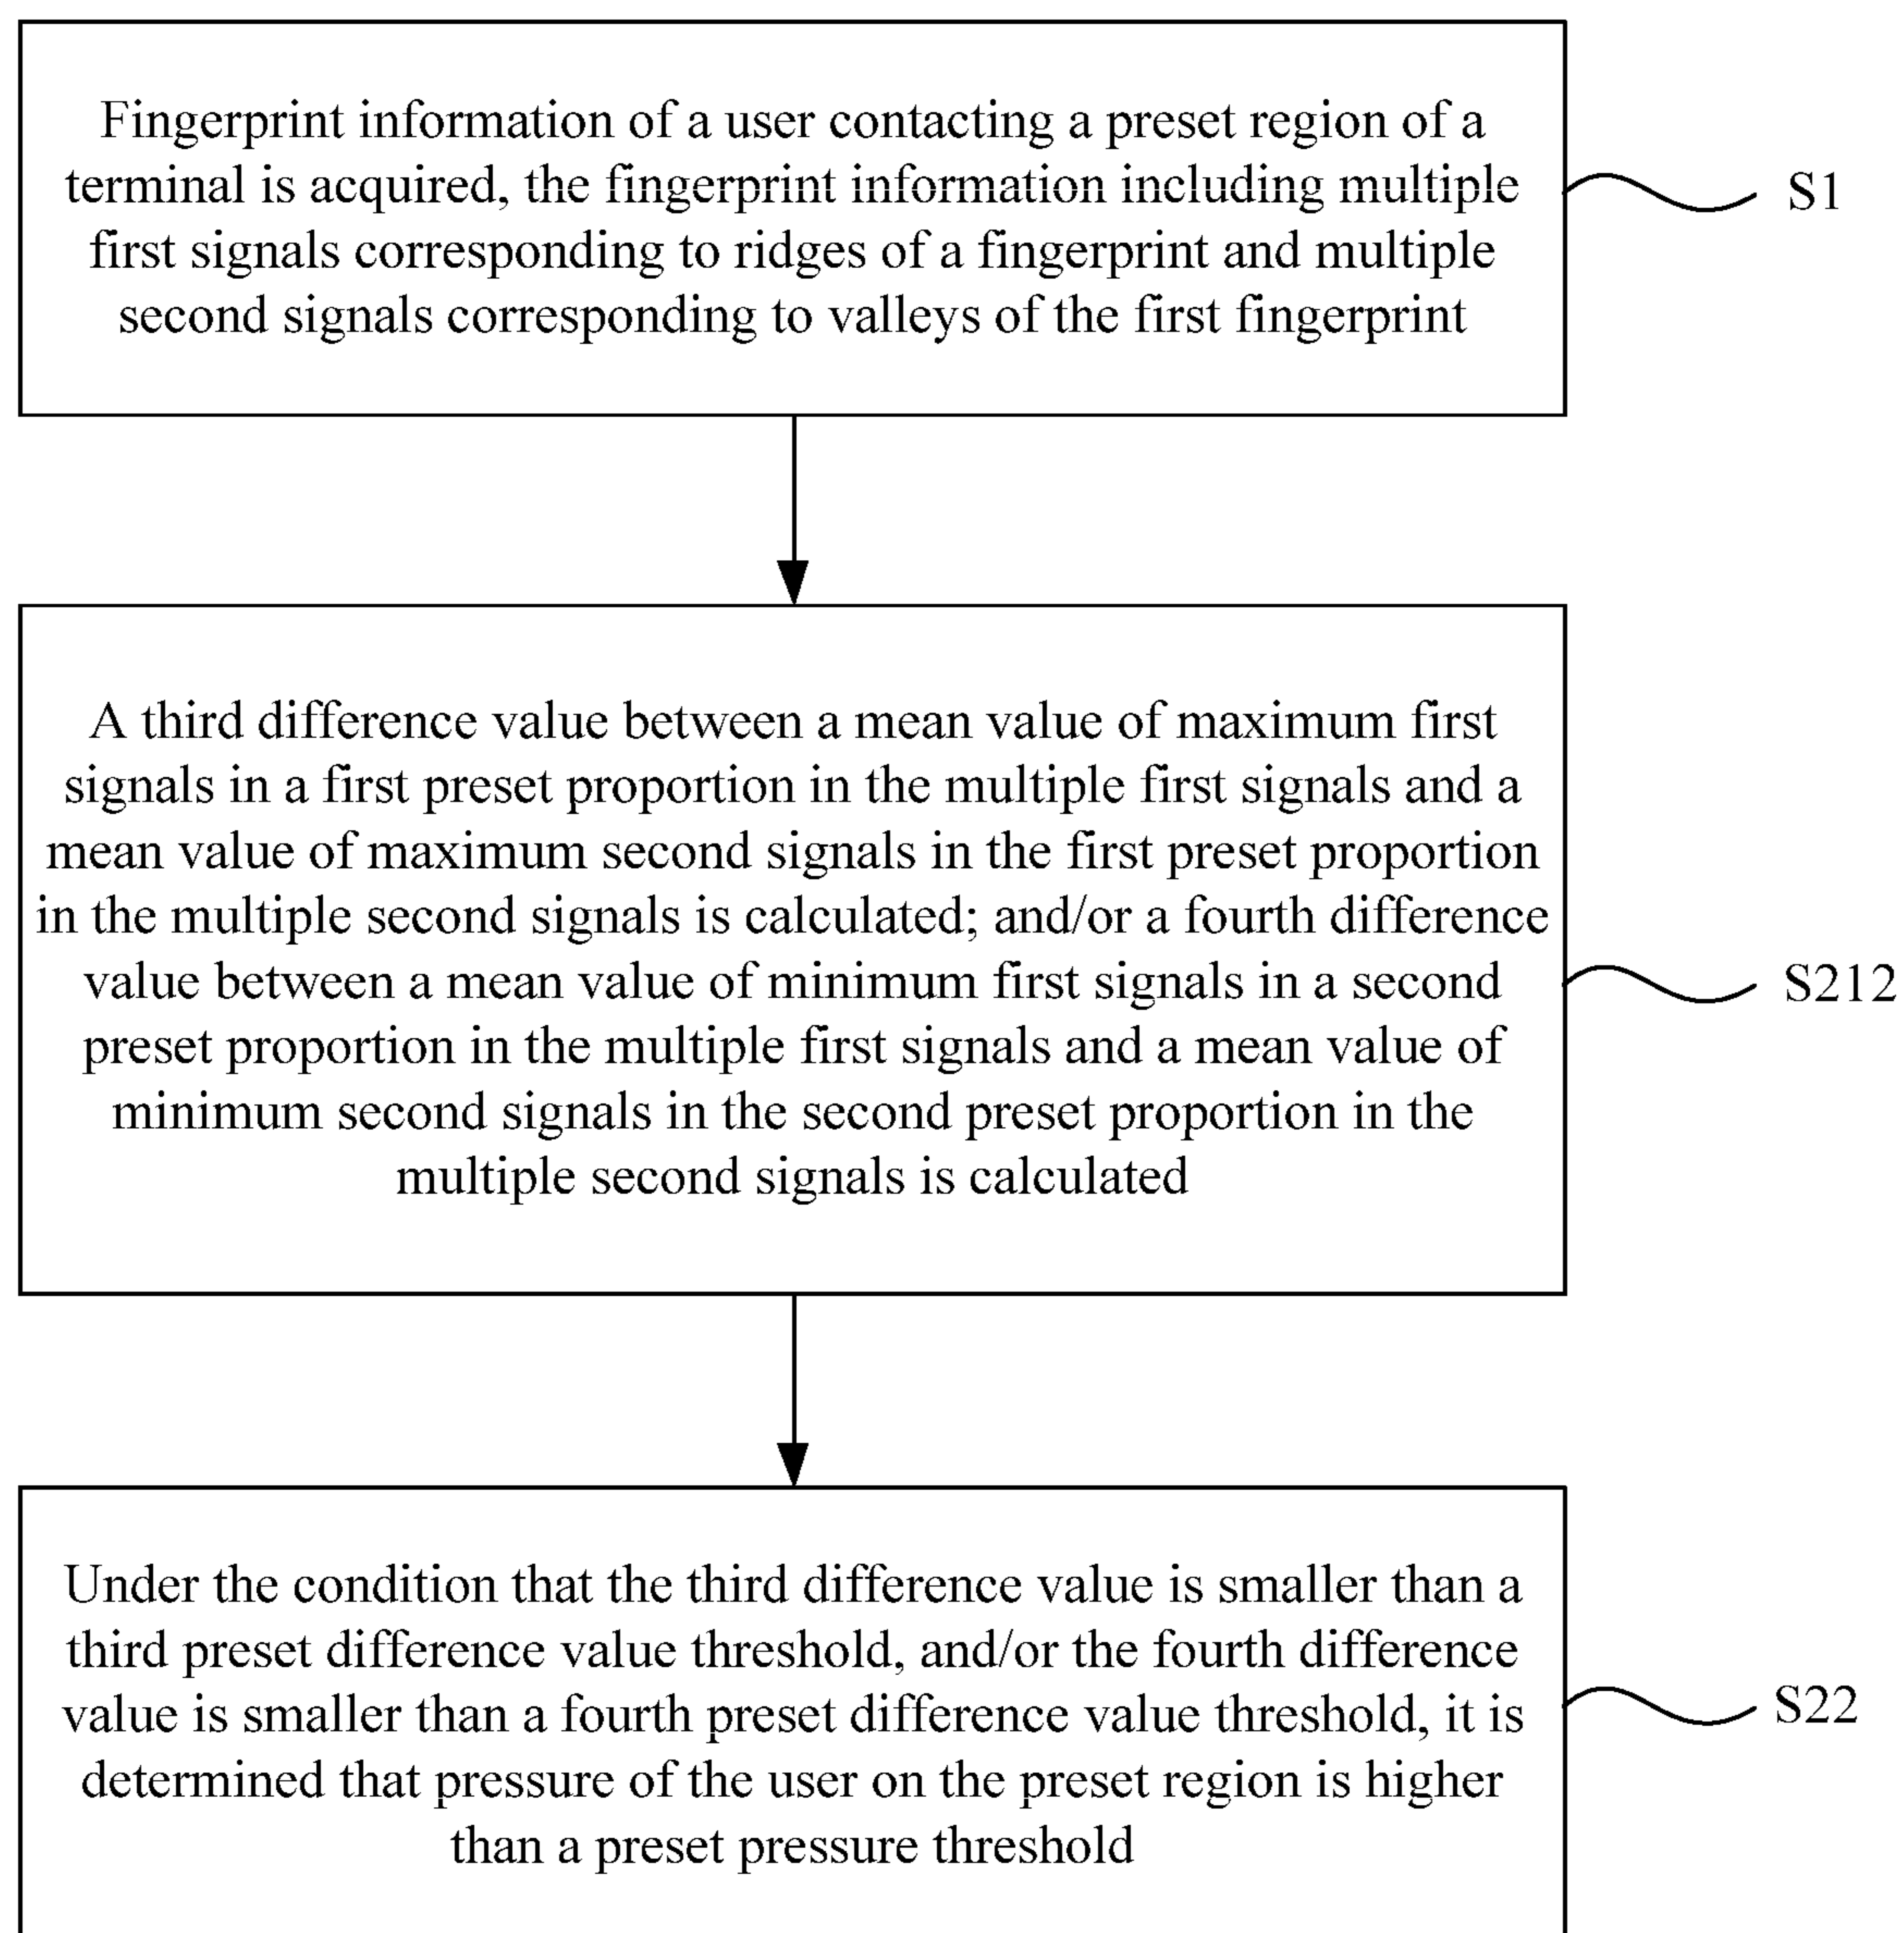 Fingerprint information of a user contacting a preset region of a
terminal is acquired, the fingerprint information including multiple
first signals corresponding to ridges of a fingerprint and multiple
second signals corresponding to valleys of the first fingerprint
S1
A third difference value between a mean value of maximum first
signals in a first preset proportion in the multiple first signals and a
mean value of maximum second signals in the first preset proportion
in the multiple second signals is calculated; and/or a fourth difference
value between a mean value of minimum first signals in a second
preset proportion in the multiple first signals and a mean value of
minimum second signals in the second preset proportion in the
multiple second signals is calculated
S212
Under the condition that the third difference value is smaller than a
third preset difference value threshold, and/or the fourth difference
value is smaller than a fourth preset difference value threshold, it is
determined that pressure of the user on the preset region is higher
than a preset pressure threshold
S22